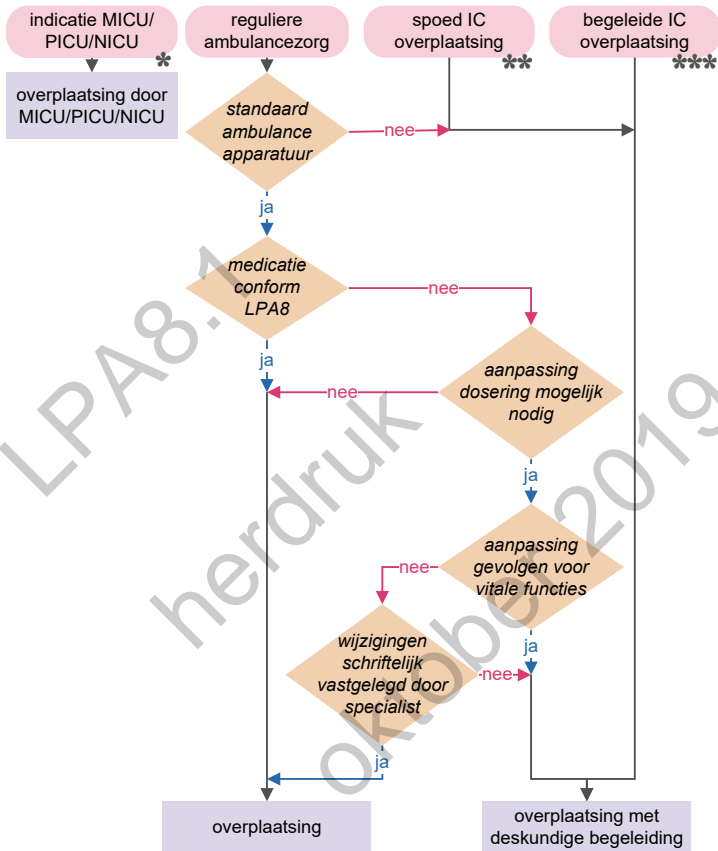 indicatie MICU/
PICU/NICU
*
reguliere
ambulancezorg
spoed IC
overplaatsing
**
begeleide IC
overplaatsing
***
overplaatsing door
MICU/PICU/NICU
standaard
ambulance
apparatuur
nee
ja
medicatie
conform
LPA8
nee
ja
aanpassing
dosering mogelijk
nodig
nee
ja
aanpassing
gevolgen voor
vitale functies
nee
ja
wijzigingen
schriftelijk
vastgelegd door
specialist
nee
ja
overplaatsing
overplaatsing met
deskundige begeleiding
LPA8.1
herdruk
oktober 2019